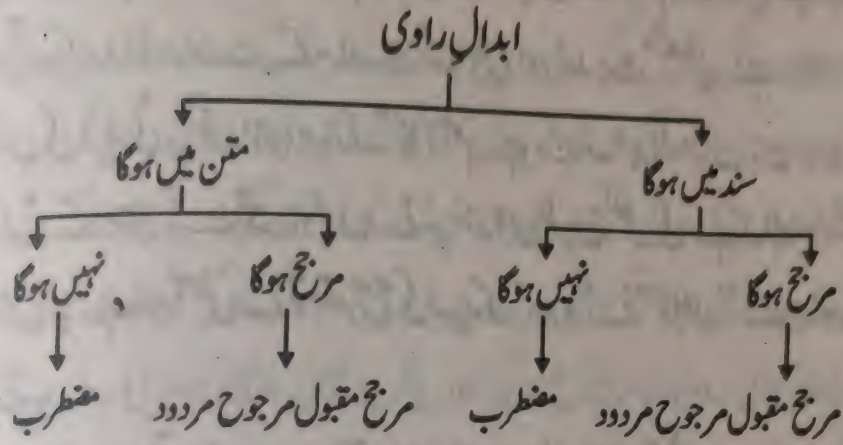 ابدالِ راوی
سند میں ہوگا متن میں ہوگا
مرجح ہوگا نہیں ہوگا مرجح ہوگا نہیں ہوگا
مرجح مقبول مرجوح مردود مضطرب مرجح مقبول مرجوح مردود مضطرب